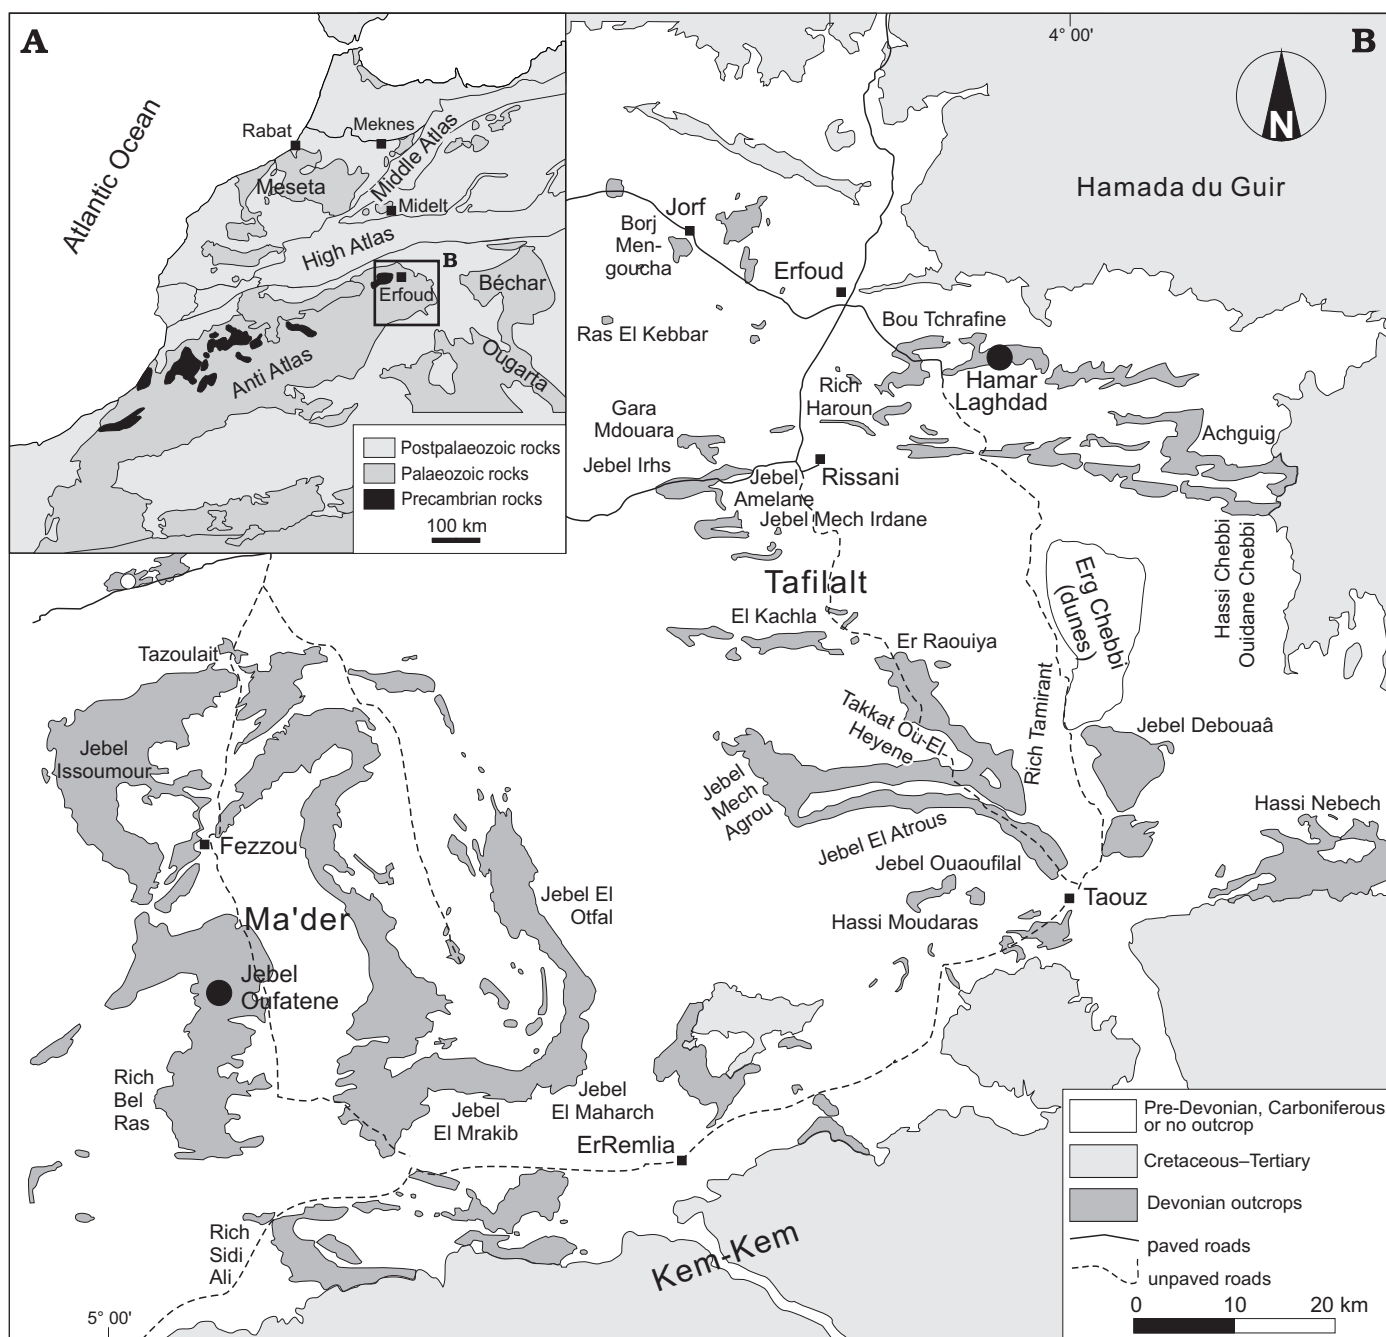 A
Atlantic Ocean
Rabat
Meknes
Middle Atlas
Meseta
Midelt
High Atlas
B
Erfoud
Béchar
Ougarta
Anti Atlas
Postpalaeozoic rocks
Palaeozoic rocks
Precambrian rocks
100 km
4° 00'
B
N
Hamada du Guir
Jorf
Borj
Men-
goucha
Erfoud
Ras El Kebbar
Bou Tchrafine
Hamar
Laghdad
Rich
Haroun
Gara
Mdouara
Achguig
Jebel Irhs
Rissani
Jebel
Amelane
Jebel Mech Irdane
Tafilalt
Erg Chebbi
(dunes)
Hassi Chebbi
Ouidane Chebbi
El Kachla
Er Raouiya
Tazoulait
Takkat Ou-El-
Heyene
Rich Tamirant
Jebel Debouaâ
Jebel
Issoumour
Jebel
Mech
Agrou
Hassi Nebech
Fezzou
Jebel El Atrous
Jebel Ouaoufilal
Jebel El
Otfal
Taouz
Ma'der
Hassi Moudaras
Jebel
Oufatene
Rich
Bel
Ras
Jebel
El Mrakib
Jebel
El Maharch
ErRemlia
Rich
Sidi
Ali
Kem-Kem
5° 00'
Pre-Devonian, Carboniferous
or no outcrop
Cretaceous–Tertiary
Devonian outcrops
paved roads
unpaved roads
0 10 20 km